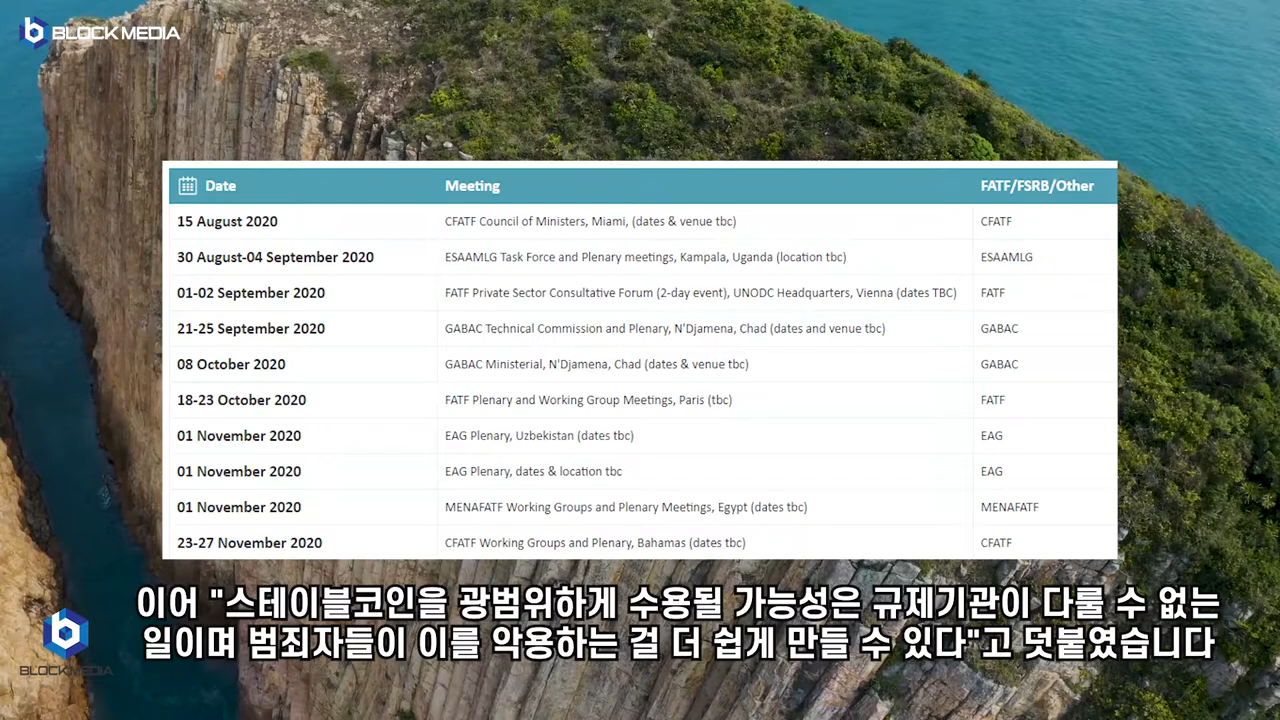 BLOCKMEDIA
Date Meeting FATF/FSRB/Other
15 August 2020 CFATF Council of Ministers, Miami, (dates & venue tbc) CFATF
30 August-04 September 2020 ESAAMLG Task Force and Plenary meetings, Kampala, Uganda (location tbc) ESAAMLG
01-02 September 2020 FATF Private Sector Consultative Forum (2-day event), UNODC Headquarters, Vienna (dates TBC) FATF
21-25 September 2020 GABAC Technical Commission and Plenary, N'Djamena, Chad (dates and venue tbc) GABAC
08 October 2020 GABAC Ministerial, N'Djamena, Chad (dates & venue tbc) GABAC
18-23 October 2020 FATF Plenary and Working Group Meetings, Paris (tbc) FATF
01 November 2020 EAG Plenary, Uzbekistan (dates tbc) EAG
01 November 2020 EAG Plenary, dates & location tbc EAG
01 November 2020 MENAFATF Working Groups and Plenary Meetings, Egypt (dates tbc) MENAFATF
23-27 November 2020 CFATF Working Groups and Plenary, Bahamas (dates tbc) CFATF
이어 "스테이블코인을 광범위하게 수용될 가능성은 규제기관이 다룰 수 없는
일이며 범죄자들이 이를 악용하는 걸 더 쉽게 만들 수 있다"고 덧붙였습니다
BLOCKMEDIA